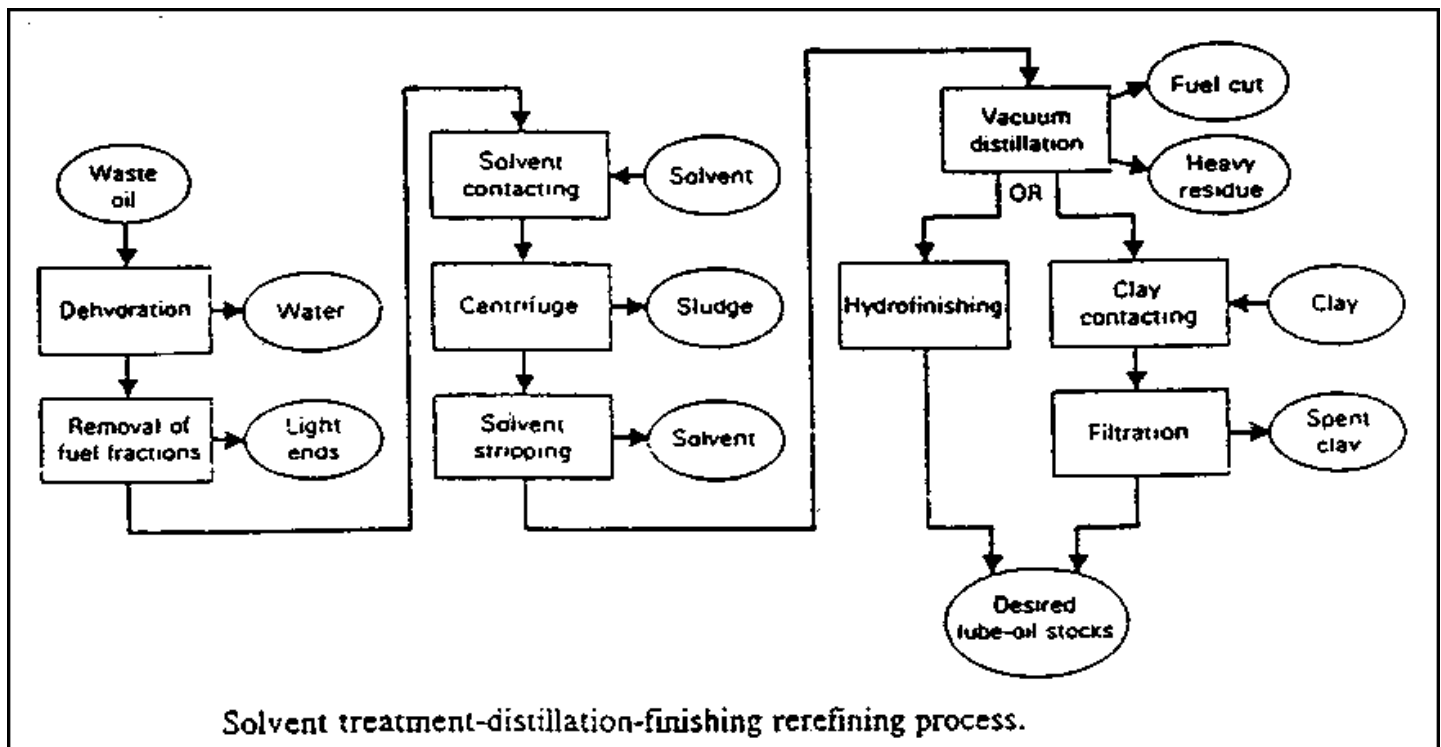 Waste
oil
Dehydration
Water
Removal of
fuel fractions
Light
ends
Solvent
contacting
Solvent
Centrifuge
Sludge
Solvent
stripping
Solvent
Vacuum
distillation
Fuel cut
Heavy
residue
OR
Hydrofinishing
Clay
contacting
Clay
Filtration
Spent
clay
Desired
lube-oil stocks
Solvent treatment-distillation-finishing rerefining process.